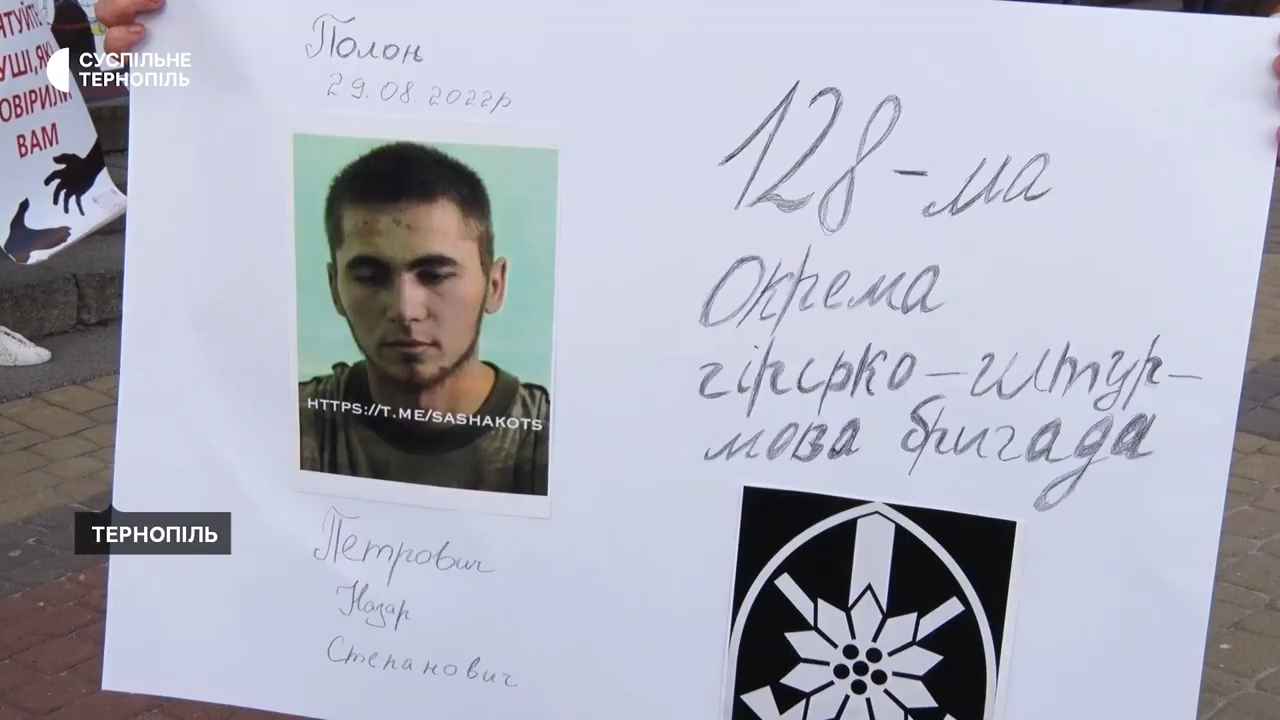 СУСПІЛЬНЕ
ТЕРНОПІЛЬ
ВАМ
Полон
29.08.2022р
HTTPS://T.ME/SASHAKOTS
Петрович
Назар
Степанович
128-ма
Окрема
гірсько-штур-
мова бригада
ТЕРНОПІЛЬ